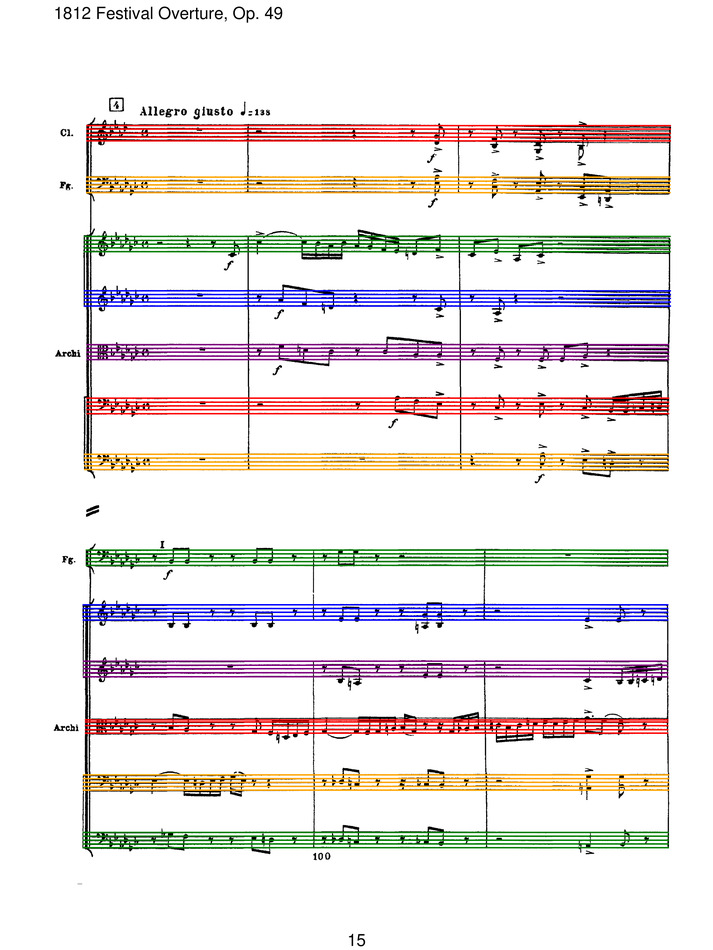 1812 Festival Overture, Op. 49
4
Allegro giusto ♩=138
Cl.
f
Fg.
f
f
f
Archi
f
f
f
I
Fg.
f
Archi
100
15